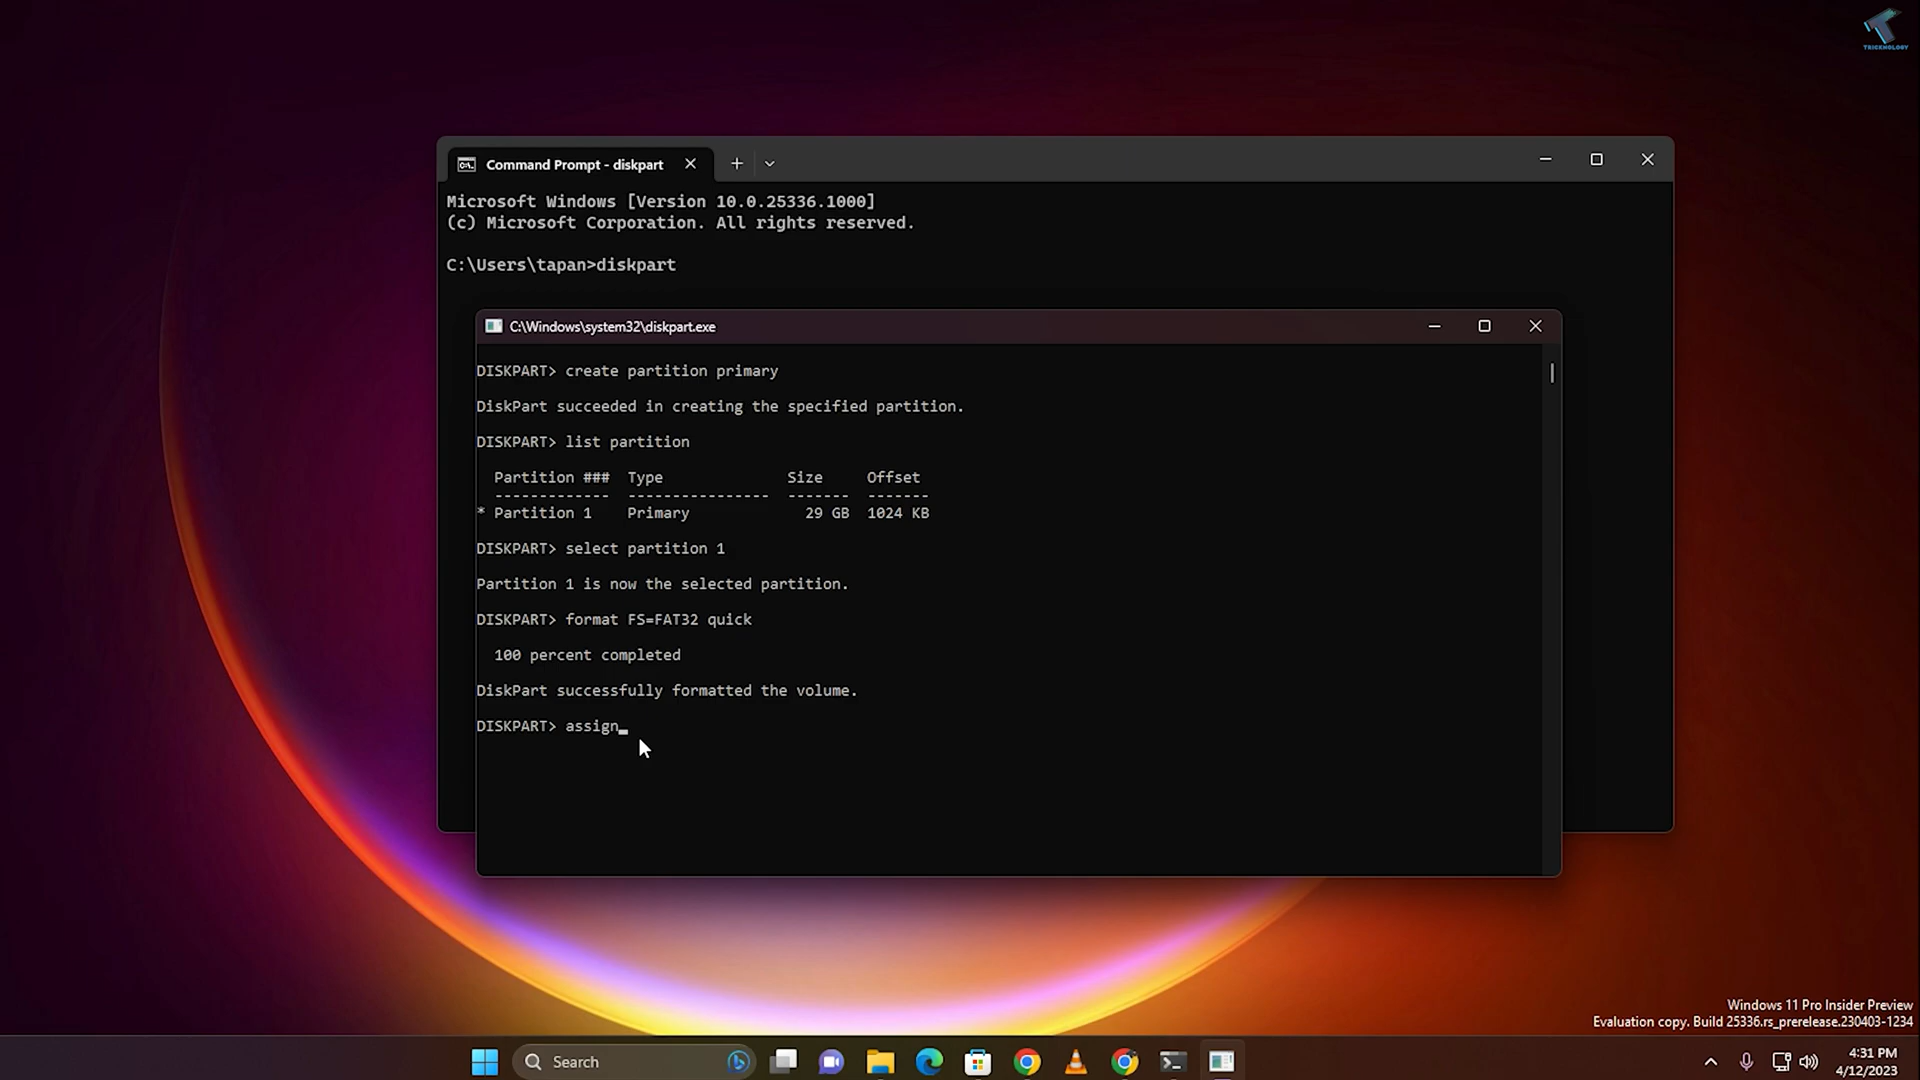 TRICKNOLOGY
Command Prompt - diskpart
Microsoft Windows [Version 10.0.25336.1000]
(c) Microsoft Corporation. All rights reserved.
C:\Users\tapan>diskpart
C:\Windows\system32\diskpart.exe
DISKPART> create partition primary
DiskPart succeeded in creating the specified partition.
DISKPART> list partition
Partition ###  Type              Size     Offset
-------------  ----------------  -------  -------
* Partition 1    Primary             29 GB  1024 KB
DISKPART> select partition 1
Partition 1 is now the selected partition.
DISKPART> format FS=FAT32 quick
100 percent completed
DiskPart successfully formatted the volume.
DISKPART> assign
Windows 11 Pro Insider Preview
Evaluation copy. Build 25336.rs_prerelease.230403-1234
Search
4:31 PM
4/12/2023